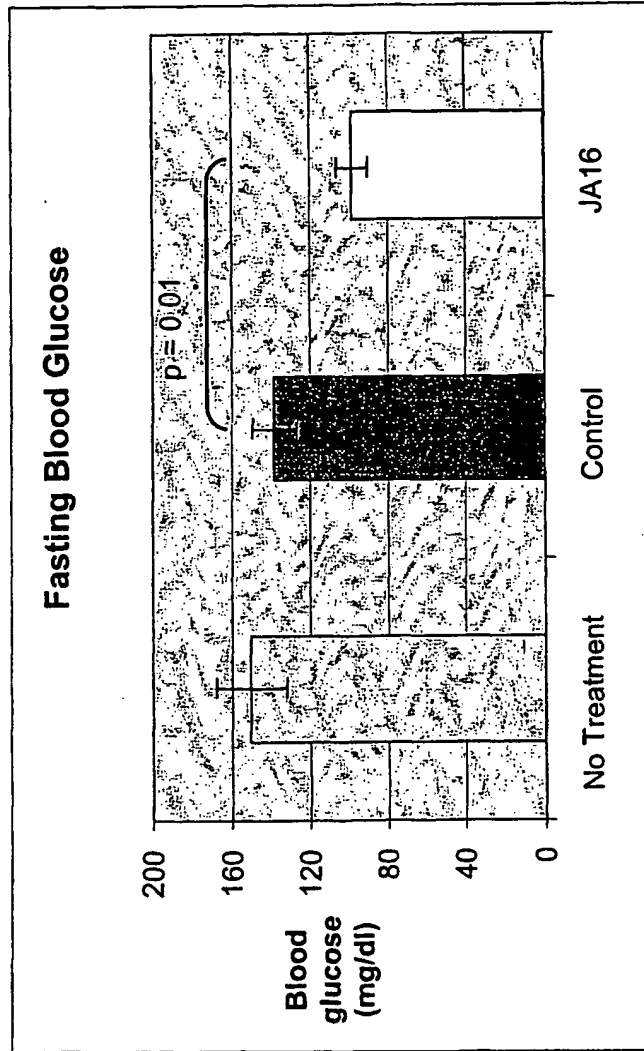 Fasting Blood Glucose
Blood
glucose
(mg/dl)
200
160
120
80
40
0
p = 0.01
No Treatment
Control
JA16